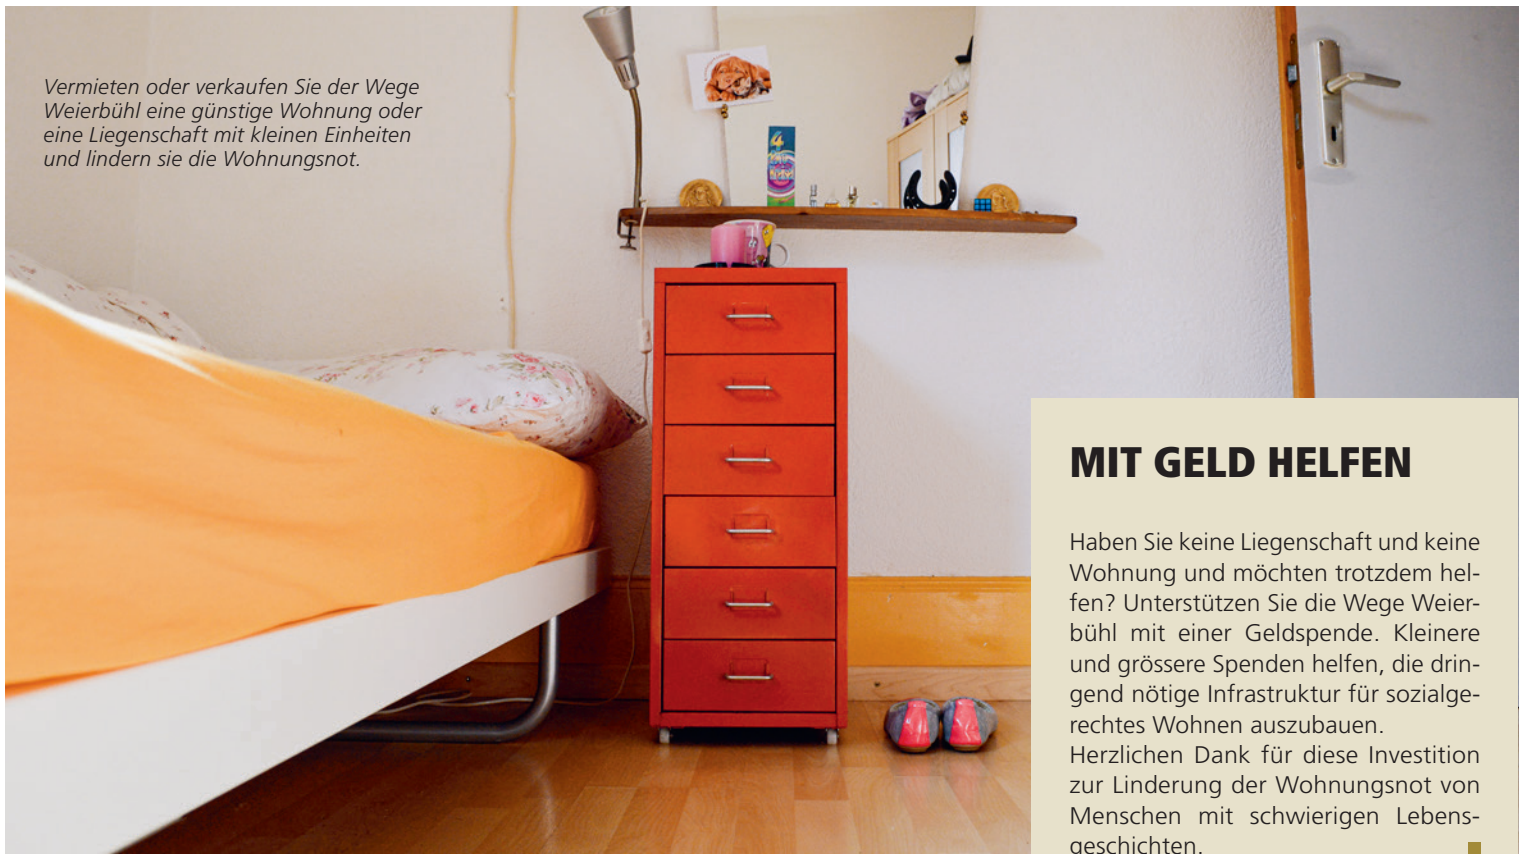 Vermieten oder verkaufen Sie der Wege
Weierbühl eine günstige Wohnung oder
eine Liegenschaft mit kleinen Einheiten
und lindern sie die Wohnungsnot.
MIT GELD HELFEN
Haben Sie keine Liegenschaft und keine
Wohnung und möchten trotzdem hel-
fen? Unterstützen Sie die Wege Weier-
bühl mit einer Geldspende. Kleinere
und grössere Spenden helfen, die drin-
gend nötige Infrastruktur für sozialge-
rechtes Wohnen auszubauen.
Herzlichen Dank für diese Investition
zur Linderung der Wohnungsnot von
Menschen mit schwierigen Lebens-
geschichten.